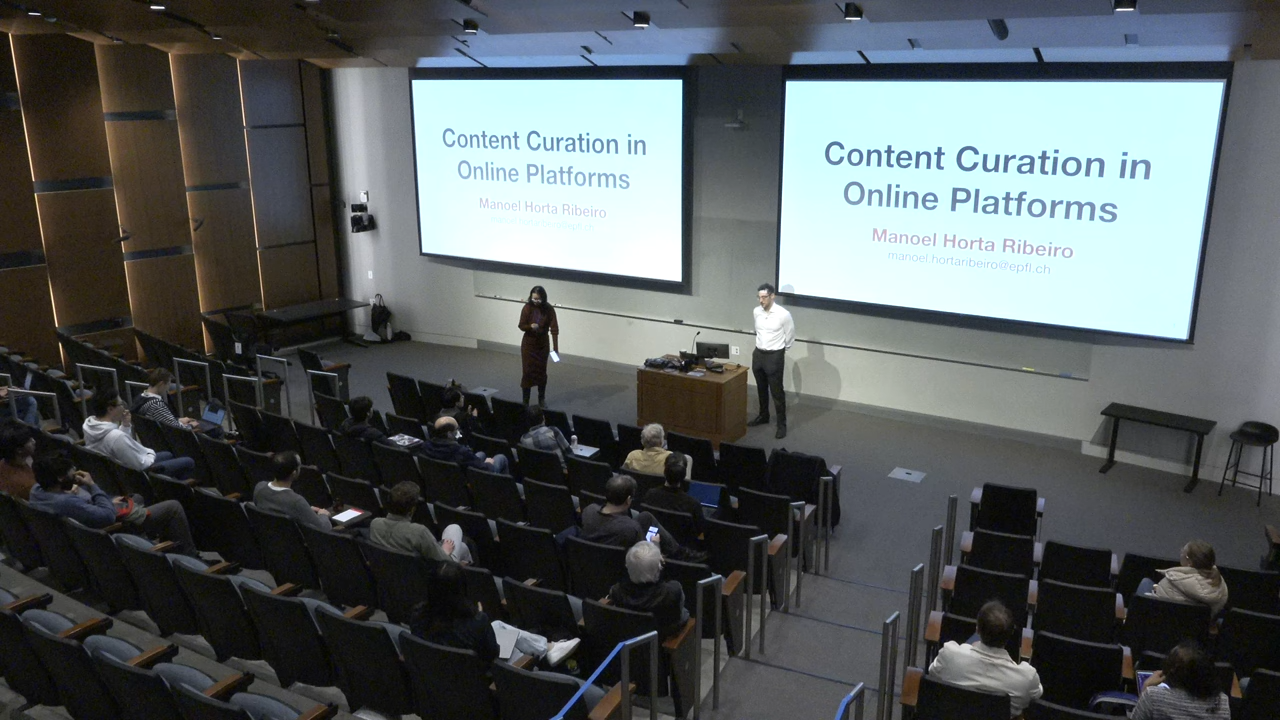 Content Curation in
Online Platforms
Manoel Horta Ribeiro
Content Curation in
Online Platforms
Manoel Horta Ribeiro
manoel.hortaribeiro@epfl.ch